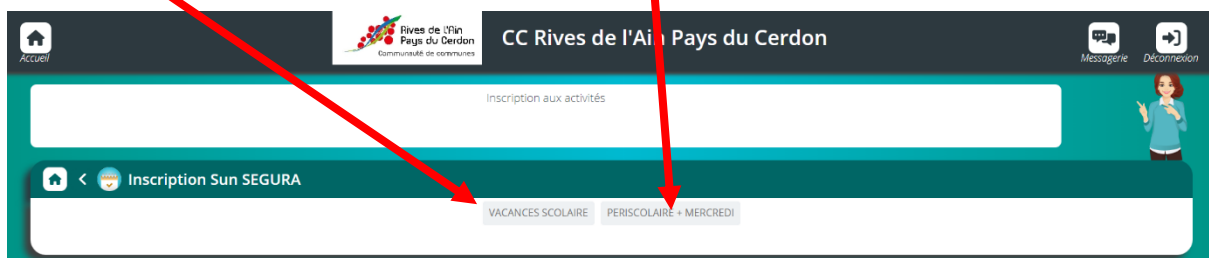 Accueil
Rives de l'Ain
Pays du Cerdon
Communauté de communes
CC Rives de l'Ain Pays du Cerdon
Messagerie
Déconnexion
Inscription aux activités
< Inscription Sun SEGURA
VACANCES SCOLAIRE
PERISCOLAIRE + MERCREDI